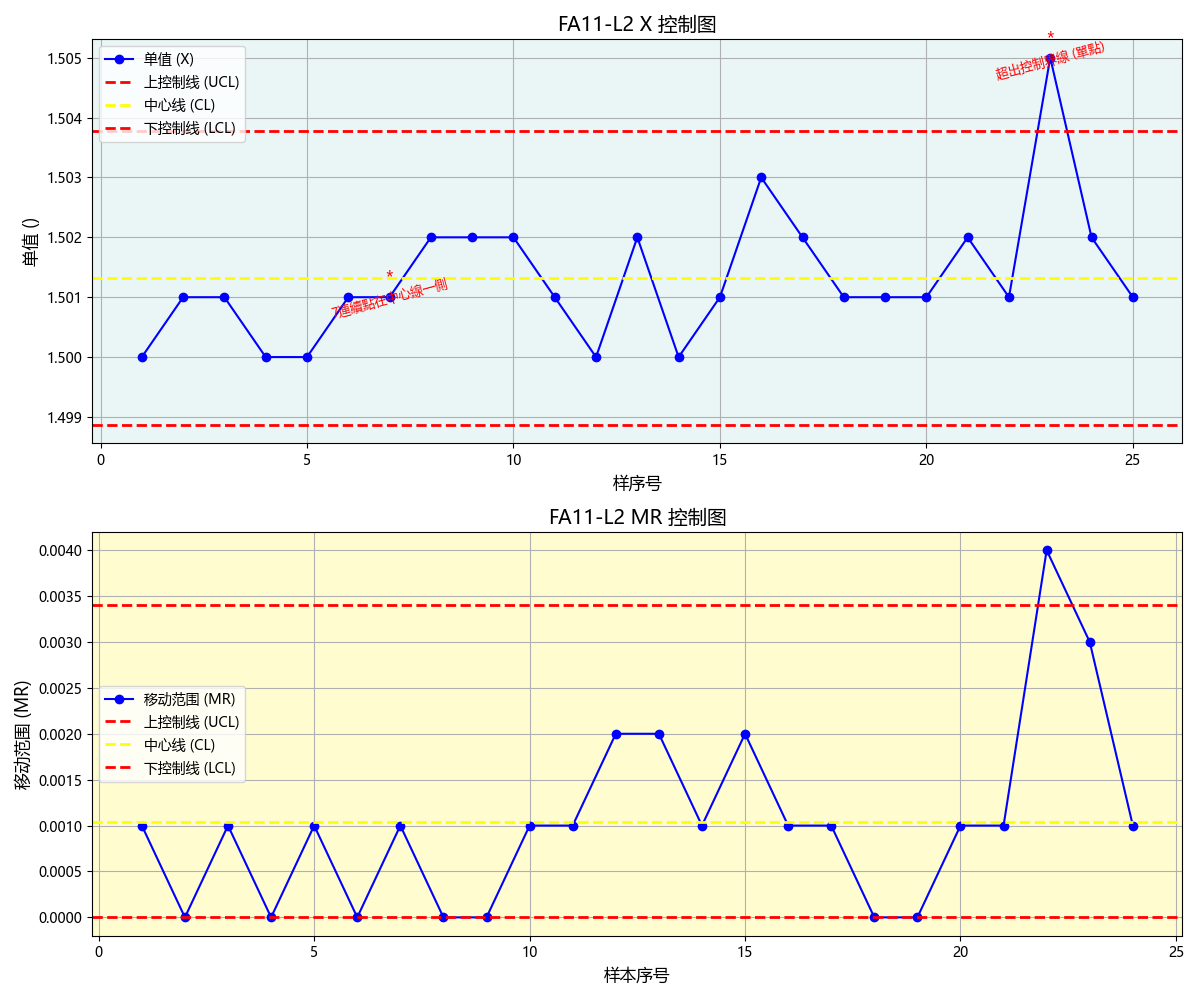 FA11-L2 X 控制图
单值 (X)
上控制线 (UCL)
中心线 (CL)
下控制线 (LCL)
*
超出控制界線 (單點)
*
7連續點在中心線一側
单值 ()
1.505
1.504
1.503
1.502
1.501
1.500
1.499
0 5 10 15 20 25
样序号
FA11-L2 MR 控制图
移动范围 (MR)
上控制线 (UCL)
中心线 (CL)
下控制线 (LCL)
移动范围 (MR)
0.0040
0.0035
0.0030
0.0025
0.0020
0.0015
0.0010
0.0005
0.0000
0 5 10 15 20 25
样本序号